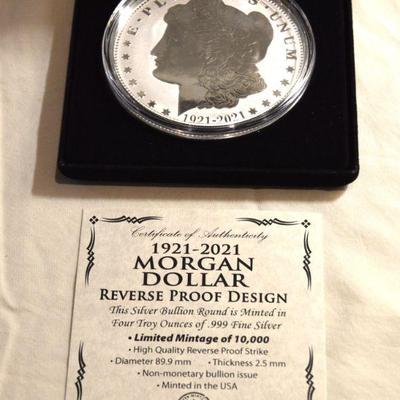 E·PLURIBUS UNUM
1921-2021
Certificate of Authenticity
1921-2021
MORGAN
DOLLAR
REVERSE PROOF DESIGN
This Silver Bullion Round is Minted in
Four Troy Ounces of .999 Fine Silver
• Limited Mintage of 10,000
• High Quality Reverse Proof Strike
• Diameter 89.9 mm • Thickness 2.5 mm
• Non-monetary bullion issue
• Minted in the USA